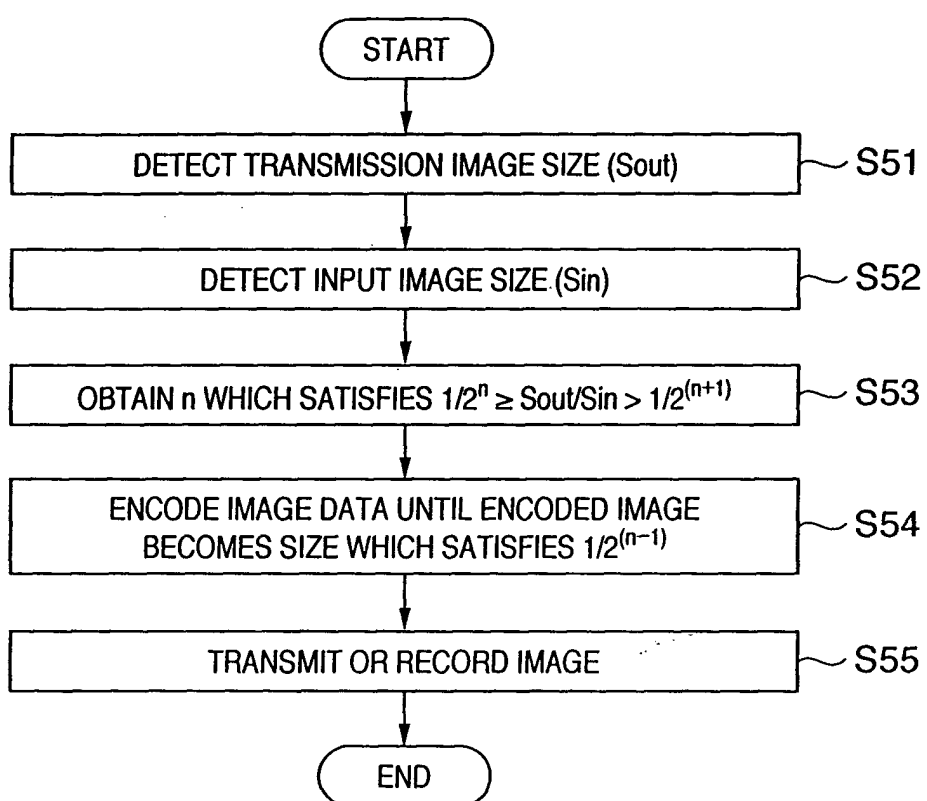 START
DETECT TRANSMISSION IMAGE SIZE (Sout)
S51
DETECT INPUT IMAGE SIZE (Sin)
S52
OBTAIN n WHICH SATISFIES 1/2^n ≥ Sout/Sin > 1/2^(n+1)
S53
ENCODE IMAGE DATA UNTIL ENCODED IMAGE
BECOMES SIZE WHICH SATISFIES 1/2^(n−1)
S54
TRANSMIT OR RECORD IMAGE
S55
END